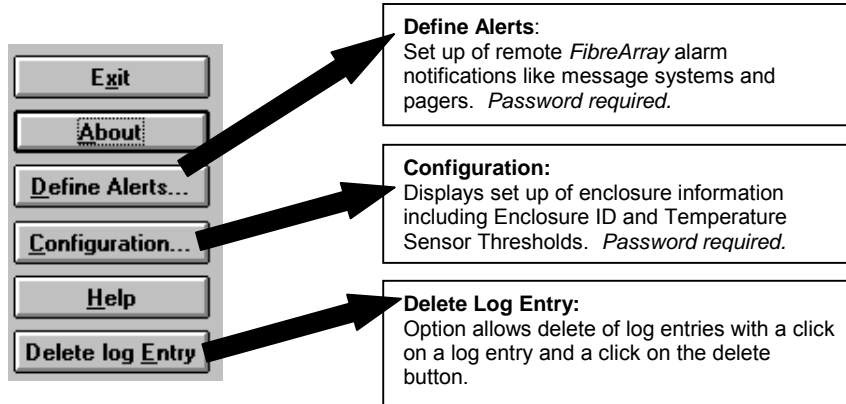 Exit
About
Define Alerts...
Configuration...
Help
Delete log Entry
Define Alerts:
Set up of remote FibreArray alarm
notifications like message systems and
pagers. Password required.
Configuration:
Displays set up of enclosure information
including Enclosure ID and Temperature
Sensor Thresholds. Password required.
Delete Log Entry:
Option allows delete of log entries with a click
on a log entry and a click on the delete
button.